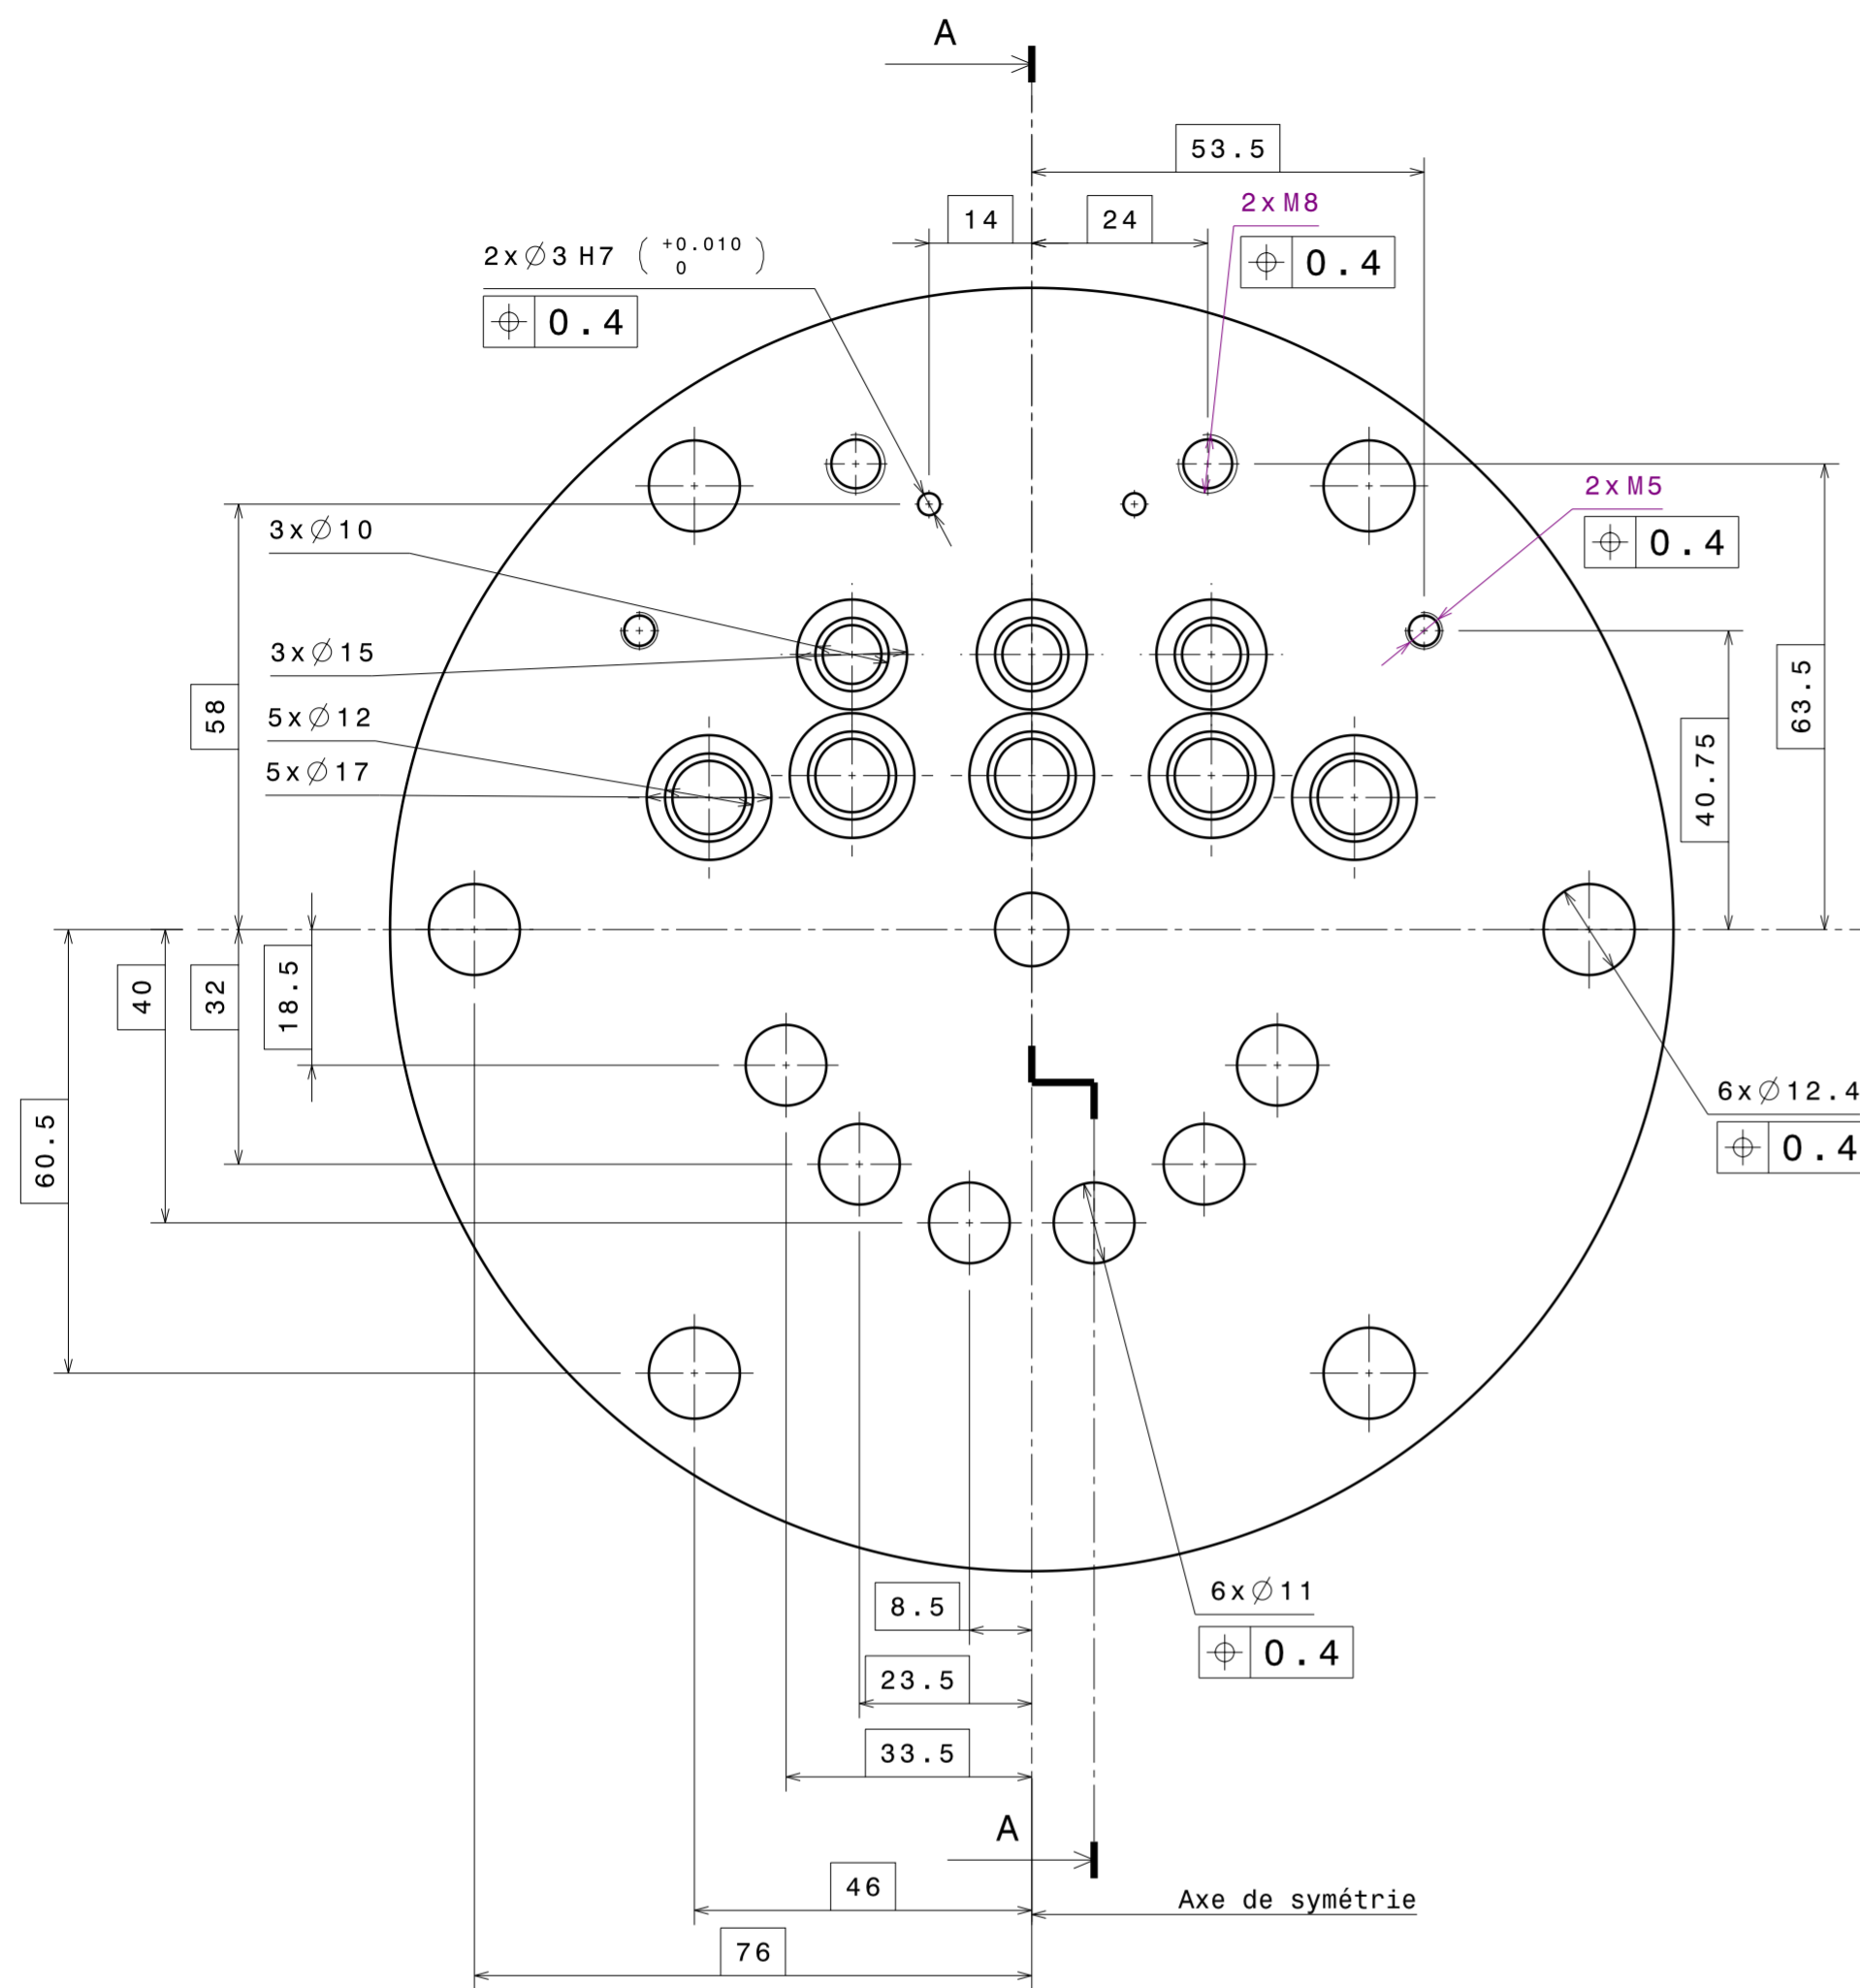 A
53.5
14
24
2xM8
⌖ 0.4
2x∅3 H7 ( +0.010 0 )
⌖ 0.4
2xM5
⌖ 0.4
3x∅10
3x∅15
5x∅12
5x∅17
58
63.5
40.75
18.5
32
40
60.5
6x∅12.4
⌖ 0.4
8.5
6x∅11
⌖ 0.4
23.5
33.5
A
46
Axe de symétrie
76